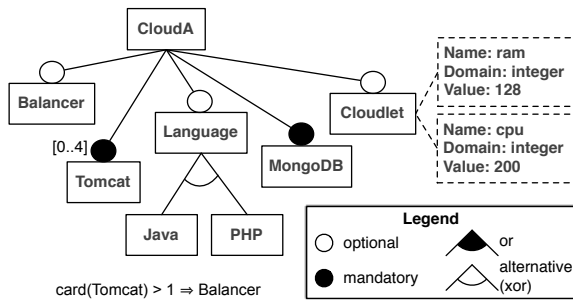 CloudA
Balancer
[0..4]
Tomcat
Language
Java
PHP
MongoDB
Cloudlet
Name: ram
Domain: integer
Value: 128
Name: cpu
Domain: integer
Value: 200
card(Tomcat) > 1 ⇒ Balancer
Legend
optional
mandatory
or
alternative
(xor)